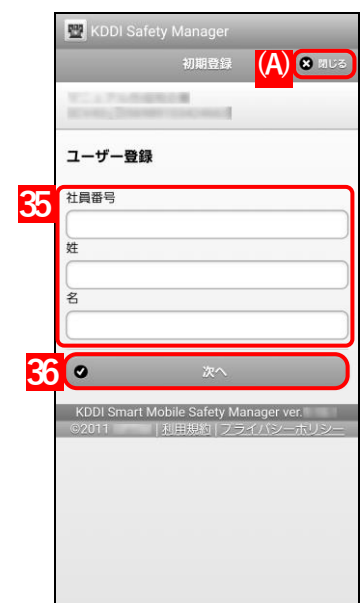 KDDI Safety Manager
初期登録
(A)
閉じる
ユーザー登録
35
社員番号
姓
名
36
次へ
KDDI Smart Mobile Safety Manager ver.
©2011 | 利用規約 | プライバシーポリシー